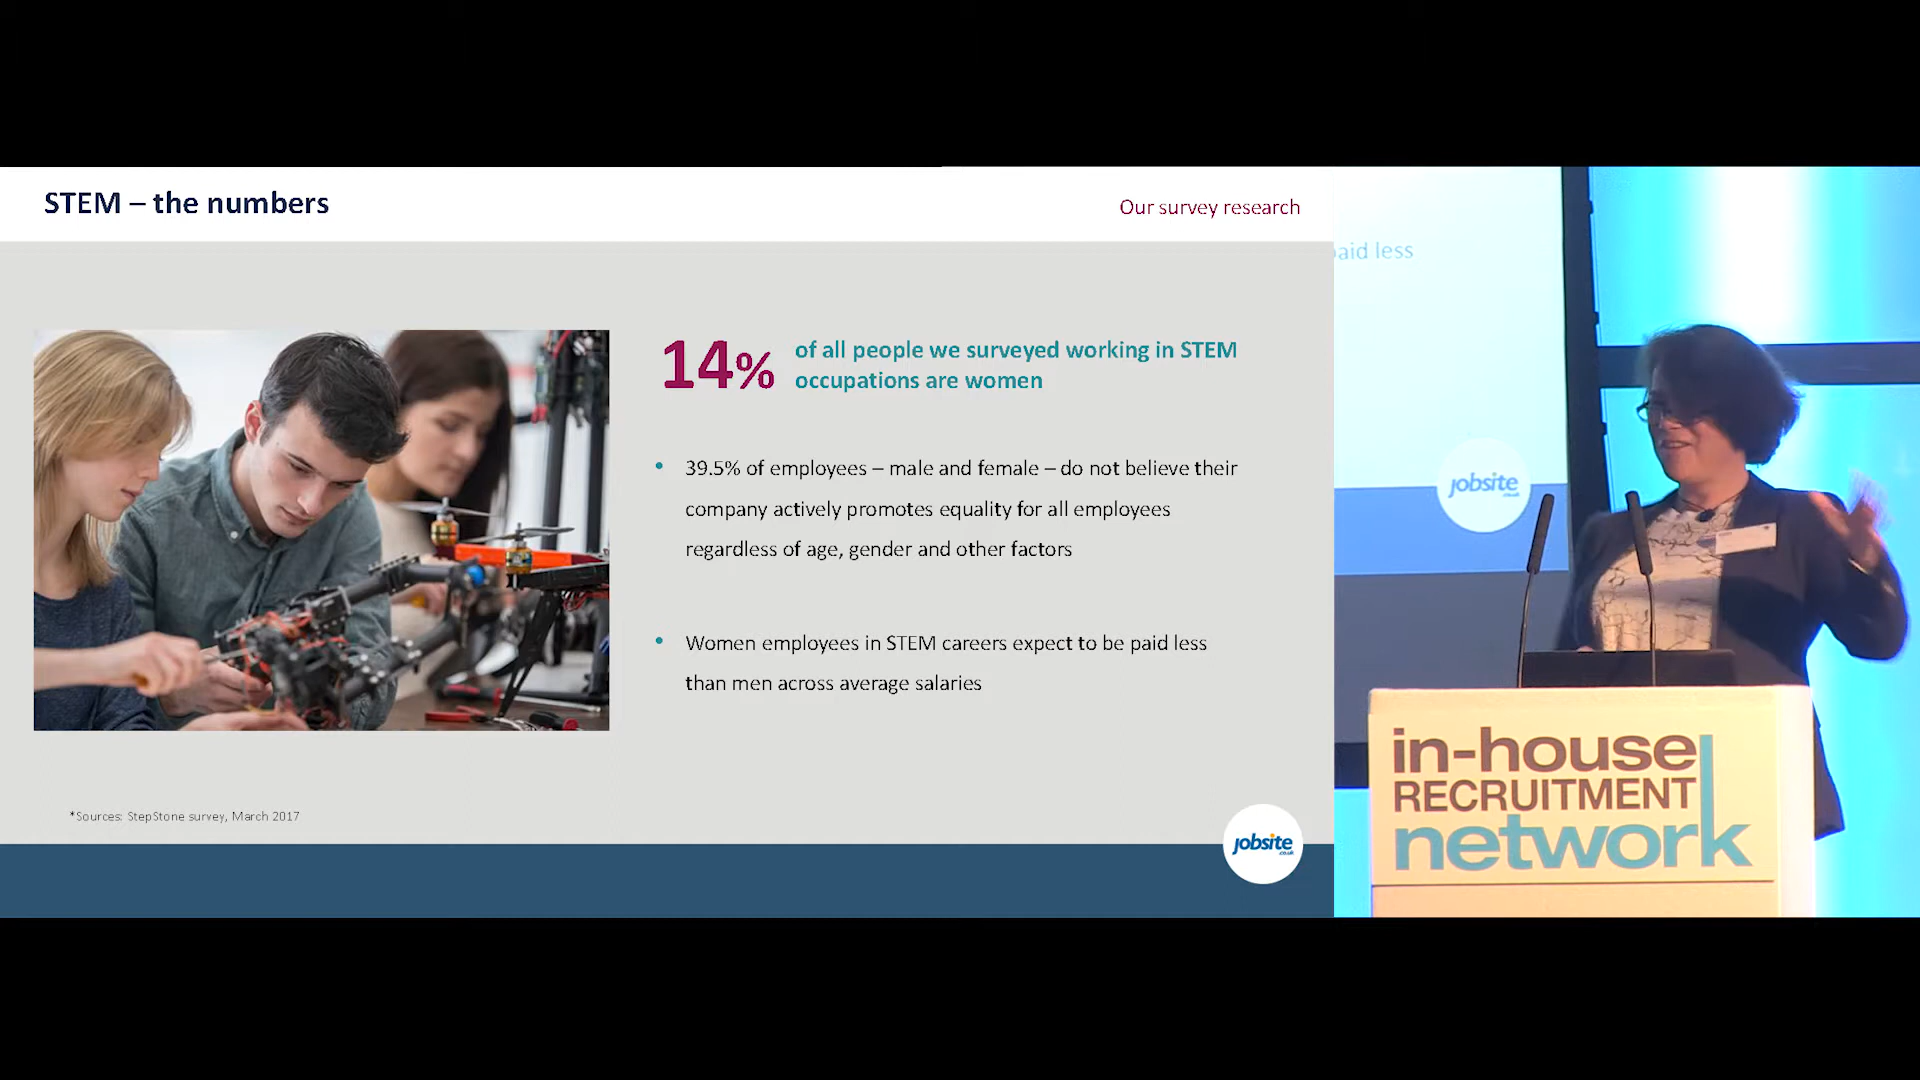 STEM – the numbers
Our survey research
14%
of all people we surveyed working in STEM
occupations are women
• 39.5% of employees – male and female – do not believe their
company actively promotes equality for all employees
regardless of age, gender and other factors
• Women employees in STEM careers expect to be paid less
than men across average salaries
*Sources: StepStone survey, March 2017
jobsite
.co.uk
paid less
jobsite
.co.uk
in-house
RECRUITMENT
network